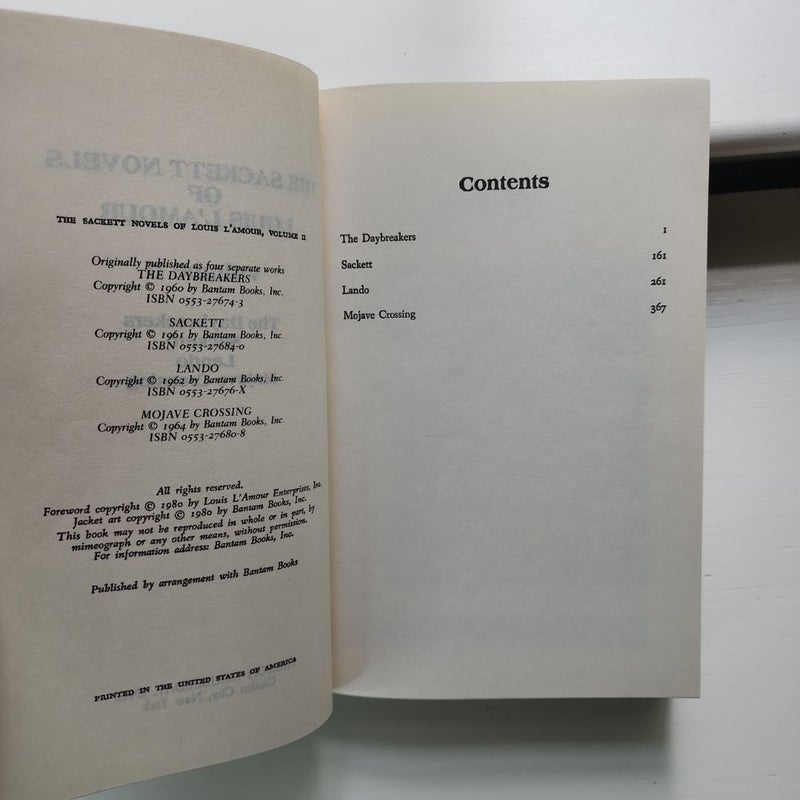 THE SACKETT NOVELS OF LOUIS L'AMOUR, VOLUME II
Originally published as four separate works
THE DAYBREAKERS
Copyright © 1960 by Bantam Books, Inc.
ISBN 0553-27674-3
SACKETT
Copyright © 1961 by Bantam Books, Inc.
ISBN 0553-27684-0
LANDO
Copyright © 1962 by Bantam Books, Inc.
ISBN 0553-27676-X
MOJAVE CROSSING
Copyright © 1964 by Bantam Books, Inc.
ISBN 0553-27680-8
All rights reserved.
Foreword copyright © 1980 by Louis L'Amour Enterprises, Inc.
Jacket art copyright © 1980 by Bantam Books, Inc.
This book may not be reproduced in whole or in part, by
mimeograph or any other means, without permission.
For information address: Bantam Books, Inc.
Published by arrangement with Bantam Books
PRINTED IN THE UNITED STATES OF AMERICA
Contents
The Daybreakers 1
Sackett 161
Lando 261
Mojave Crossing 367